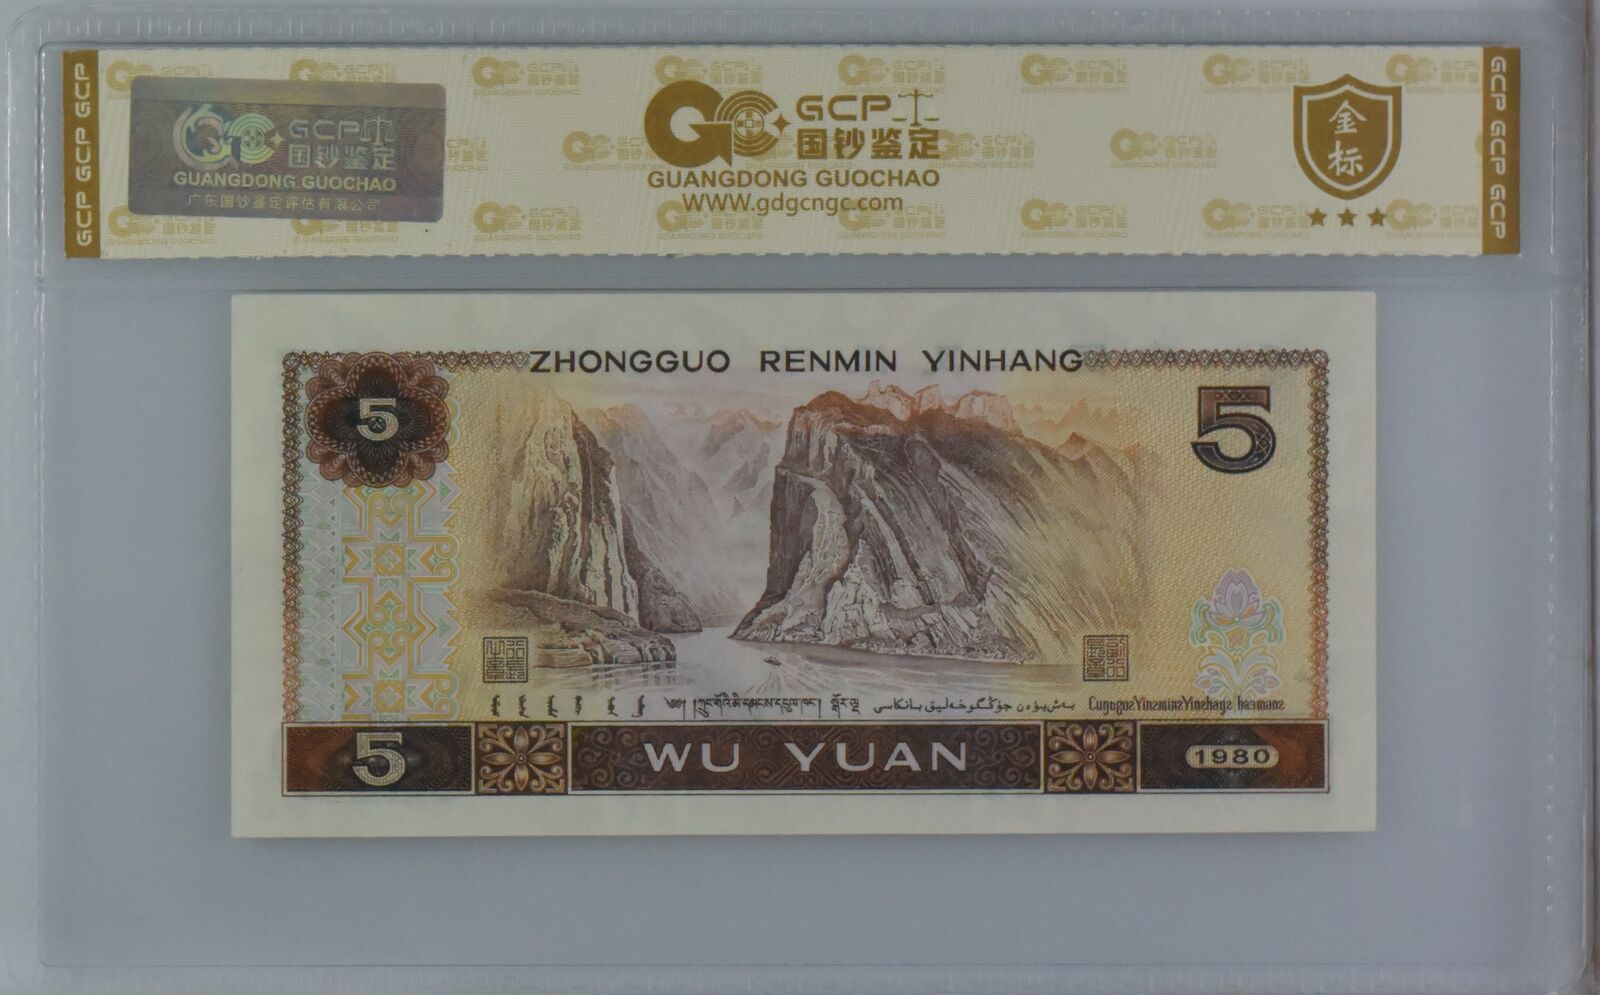 GCP GCP GCP
GCP
国钞鉴定
GUANGDONG GUOCHAO
广东国钞鉴定评估有限公司
GCP
国钞鉴定
GUANGDONG GUOCHAO
WWW.gdgcngc.com
金
标
GCP GCP GCP
ZHONGGUO RENMIN YINHANG
5
5
5
WU YUAN
1980